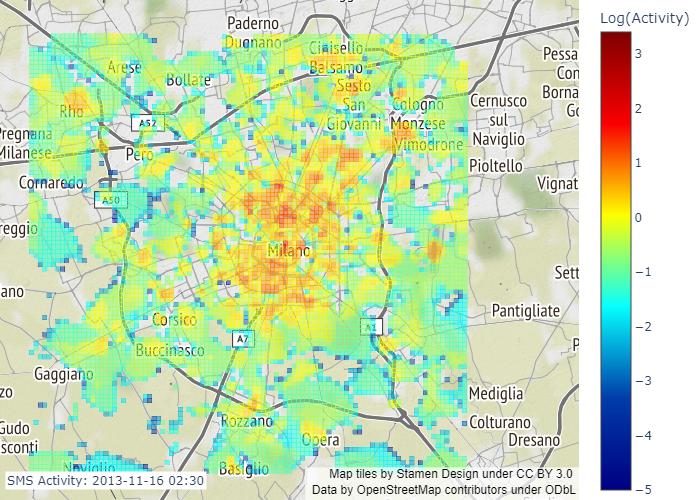 Log(Activity)
Paderno
Dugnano
Cinisello
Balsamo
Arese
Bollate
Sesto
San
Giovanni
Cologno
Monzese
Vimodrone
Cernusco
sul
Naviglio
Pessa
Con
Borna
Go
Rho
A52
Pregnana
Milanese
Pero
Pioltello
Cornaredo
A50
Vignat
reggio
Milano
Sett
ano
Pantigliate
Corsico
A1
A7
Buccinasco
P
Gaggiano
Mediglia
zo
Rozzano
Colturano
Gudo
sconti
Opera
Dresano
Naviglio
Basiglio
3
2
1
0
−1
−2
−3
−4
−5
SMS Activity: 2013-11-16 02:30
Map tiles by Stamen Design under CC BY 3.0
Data by OpenStreetMap contributors under ODbL